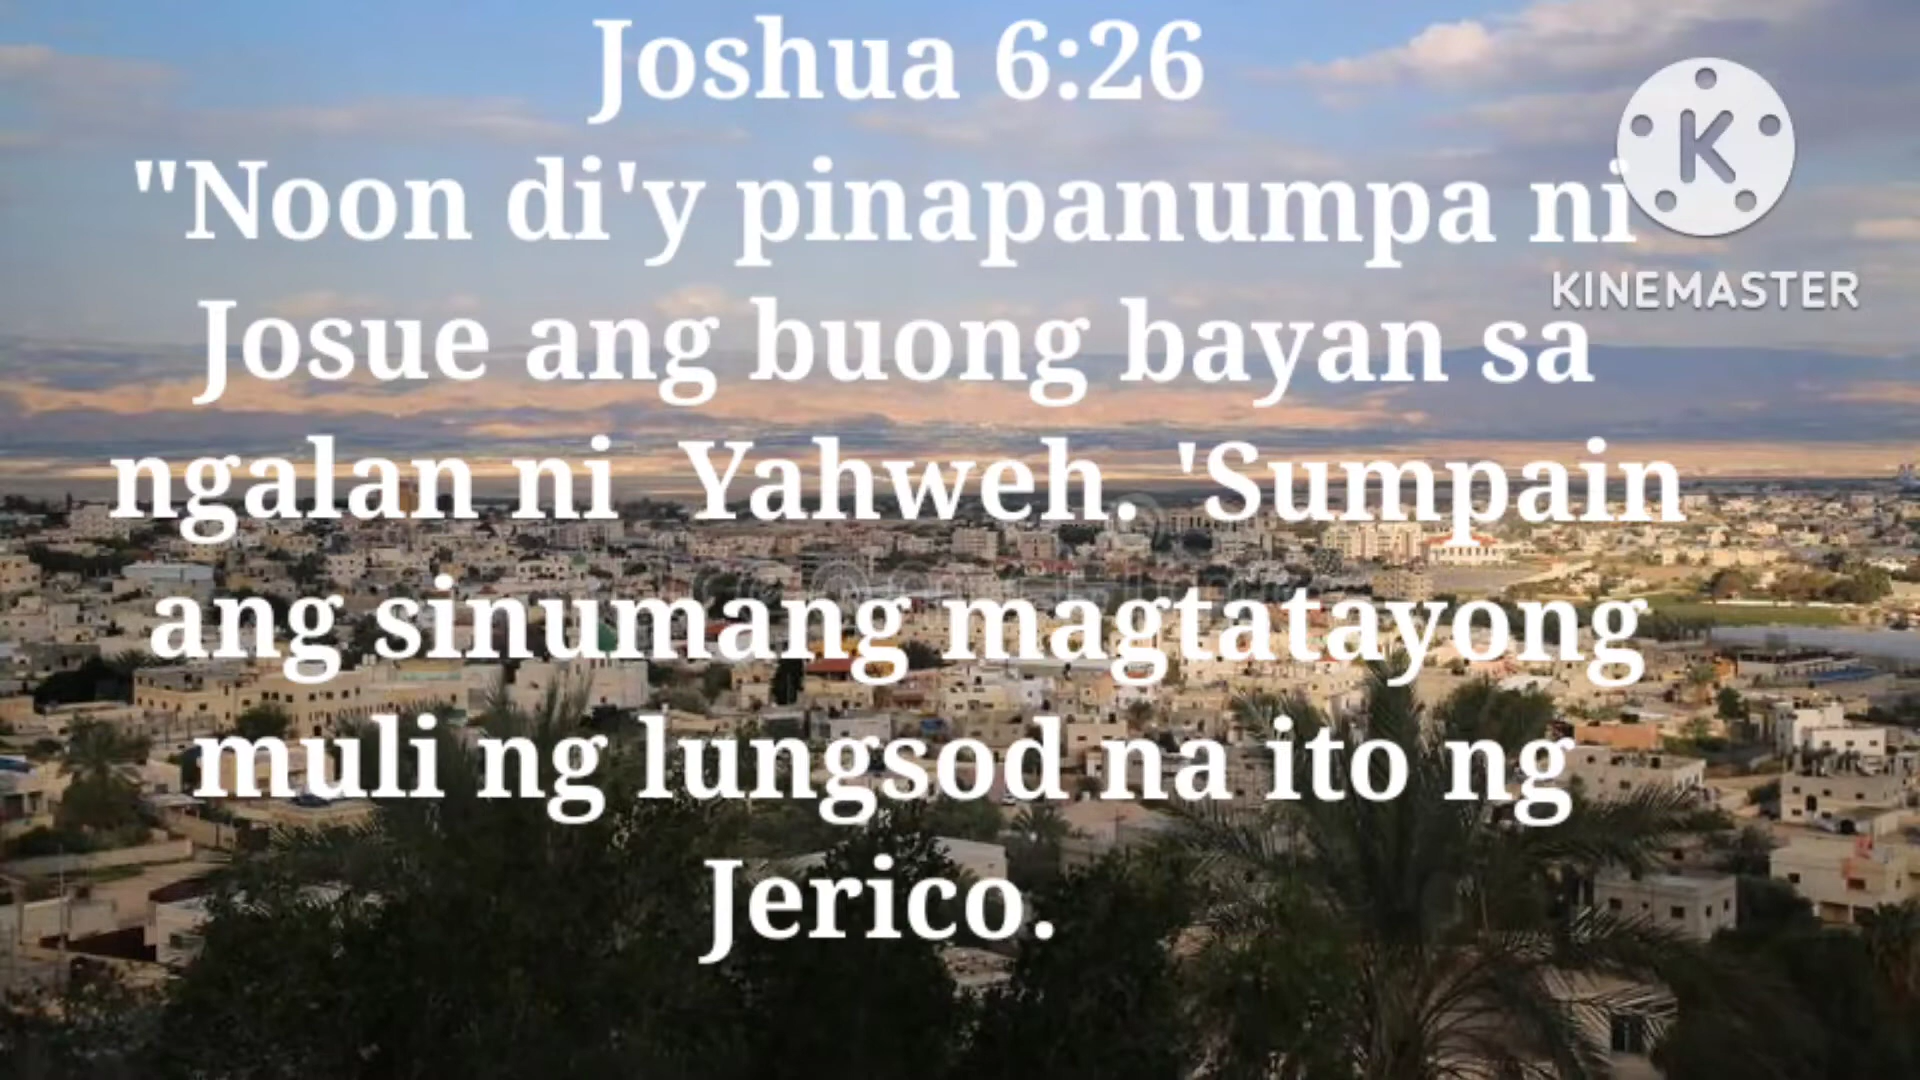 Joshua 6:26
"Noon di'y pinapanumpa ni
Josue ang buong bayan sa
ngalan ni Yahweh. 'Sumpain
ang sinumang magtatayong
muli ng lungsod na ito ng
Jerico.
K
KINEMASTER